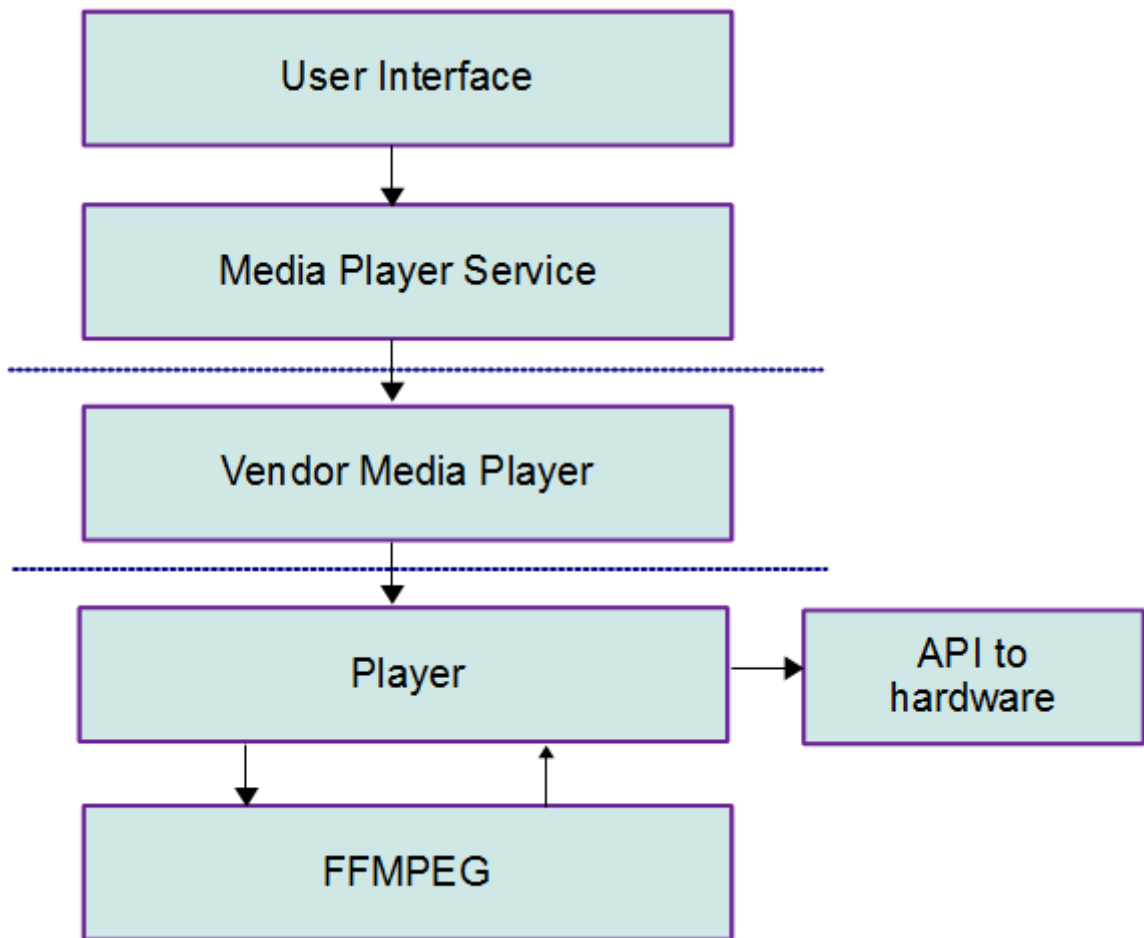 User Interface
Media Player Service
Vendor Media Player
Player
API to
hardware
FFMPEG